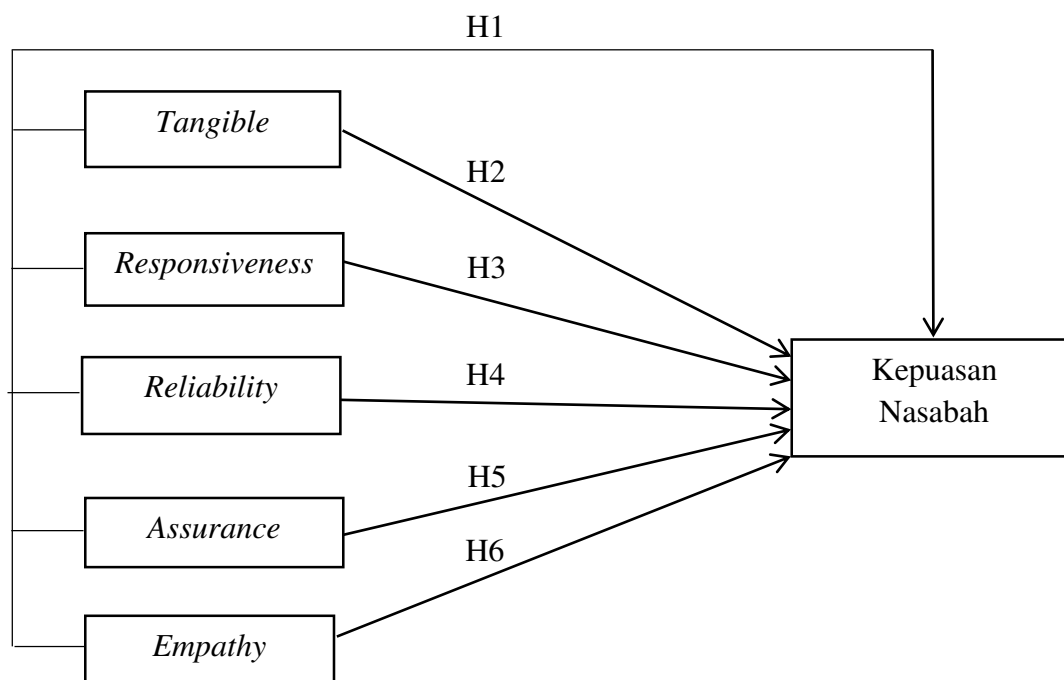 H1
Tangible
H2
Responsiveness
H3
Reliability
H4
Kepuasan
Nasabah
Assurance
H5
Empathy
H6